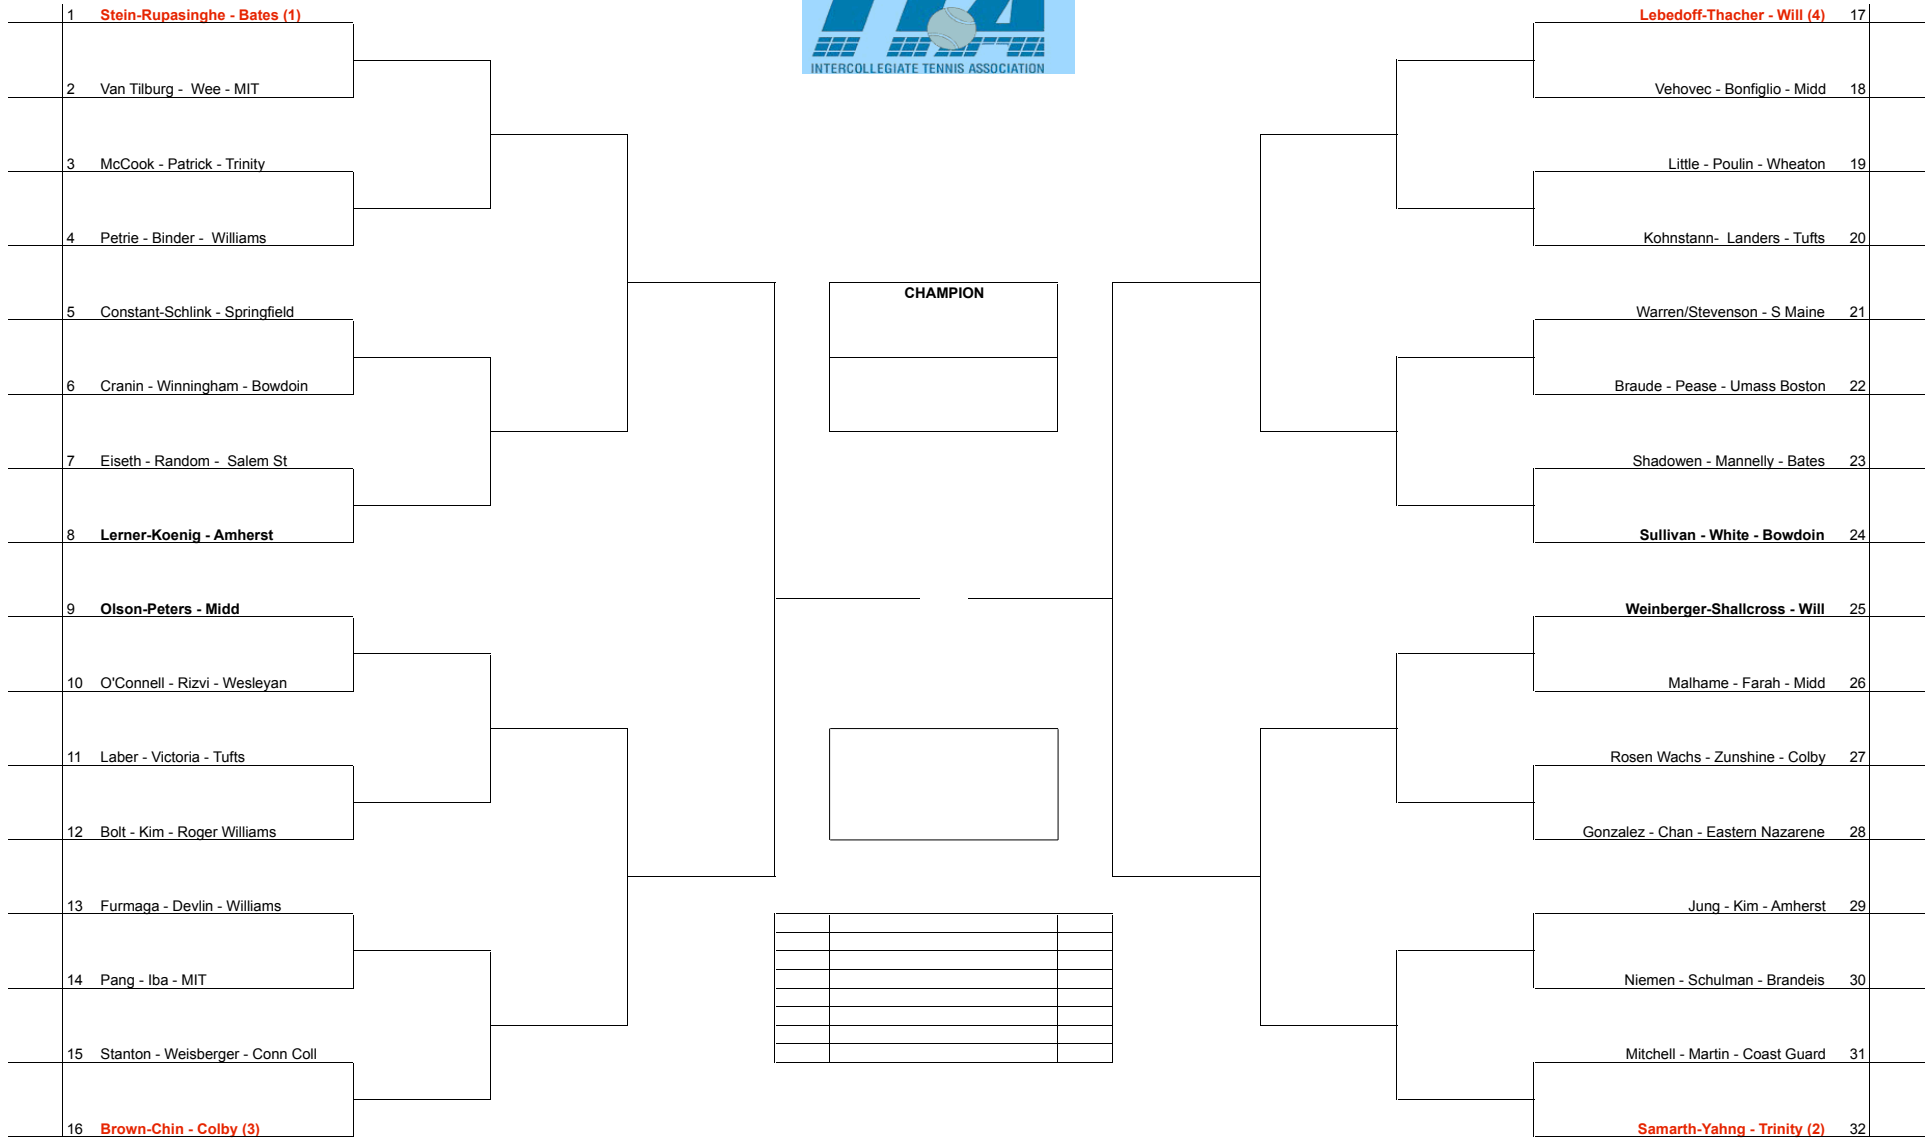 1 Stein-Rupasinghe - Bates (1)
2 Van Tilburg - Wee - MIT
3 McCook - Patrick - Trinity
4 Petrie - Binder - Williams
5 Constant-Schlink - Springfield
6 Cranin - Winningham - Bowdoin
7 Eiseth - Random - Salem St
8 Lerner-Koenig - Amherst
9 Olson-Peters - Midd
10 O'Connell - Rizvi - Wesleyan
11 Laber - Victoria - Tufts
12 Bolt - Kim - Roger Williams
13 Furmaga - Devlin - Williams
14 Pang - Iba - MIT
15 Stanton - Weisberger - Conn Coll
16 Brown-Chin - Colby (3)
ITA
INTERCOLLEGIATE TENNIS ASSOCIATION
CHAMPION
Lebedoff-Thacher - Will (4) 17
Vehovec - Bonfiglio - Midd 18
Little - Poulin - Wheaton 19
Kohnstann- Landers - Tufts 20
Warren/Stevenson - S Maine 21
Braude - Pease - Umass Boston 22
Shadowen - Mannelly - Bates 23
Sullivan - White - Bowdoin 24
Weinberger-Shallcross - Will 25
Malhame - Farah - Midd 26
Rosen Wachs - Zunshine - Colby 27
Gonzalez - Chan - Eastern Nazarene 28
Jung - Kim - Amherst 29
Niemen - Schulman - Brandeis 30
Mitchell - Martin - Coast Guard 31
Samarth-Yahng - Trinity (2) 32